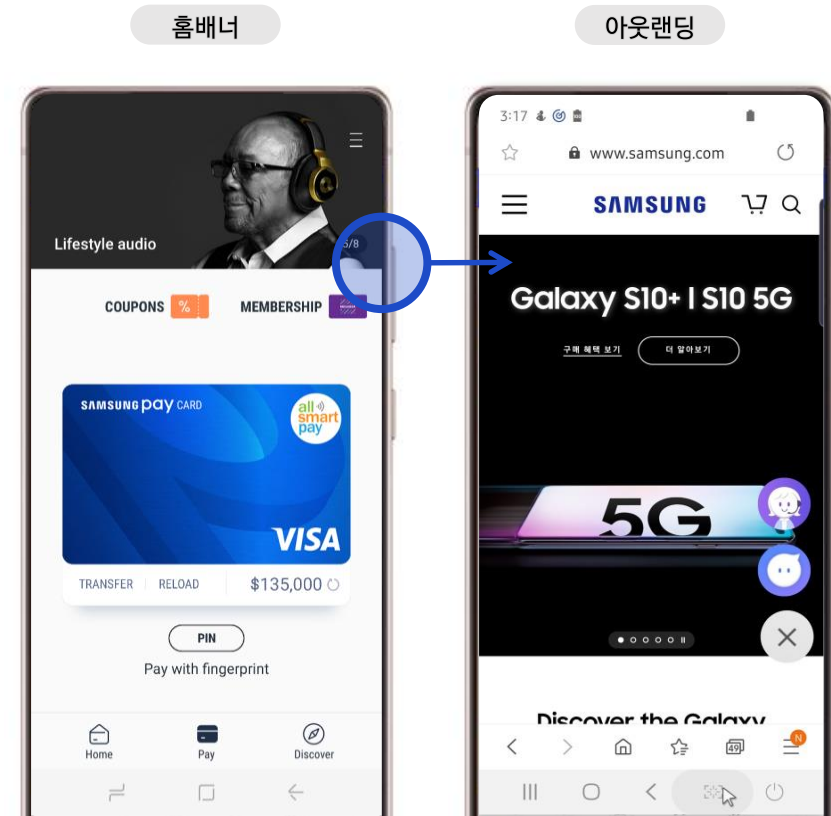 홈배너
아웃랜딩
Lifestyle audio
5/8
COUPONS %
MEMBERSHIP
SAMSUNG pay CARD
all
smart
pay
VISA
TRANSFER RELOAD $135,000
PIN
Pay with fingerprint
Home Pay Discover
3:17
www.samsung.com
SAMSUNG
Galaxy S10+ | S10 5G
구매 혜택 보기 더 알아보기
5G
Discover the Galaxy
49 N